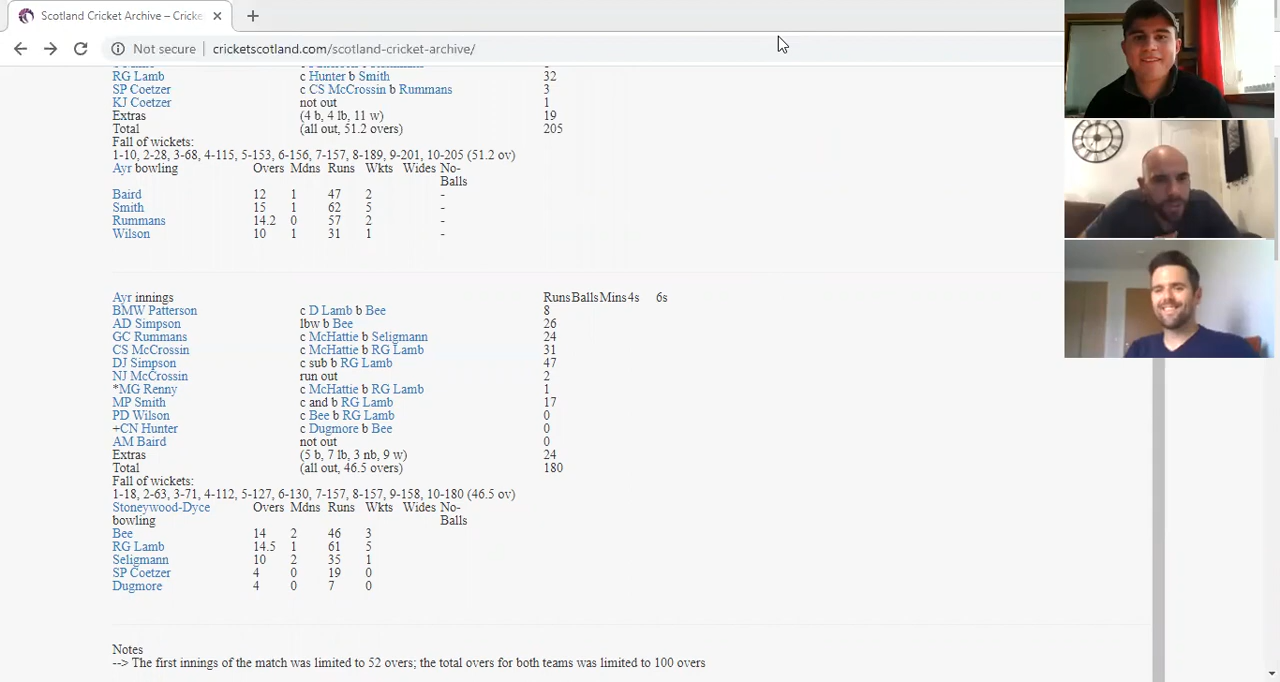 Scotland Cricket Archive – Cricke
Not secure | cricketscotland.com/scotland-cricket-archive/
RG Lamb c Hunter b Smith 32
SP Coetzer c CS McCrossin b Rummans 3
KJ Coetzer not out 1
Extras (4 b, 4 lb, 11 w) 19
Total (all out, 51.2 overs) 205
Fall of wickets:
1-10, 2-28, 3-68, 4-115, 5-153, 6-156, 7-157, 8-189, 9-201, 10-205 (51.2 ov)
Ayr bowling Overs Mdns Runs Wkts Wides No-
Balls
Baird 12 1 47 2 -
Smith 15 1 62 5 -
Rummans 14.2 0 57 2 -
Wilson 10 1 31 1 -
Ayr innings Runs Balls Mins 4s 6s
BMW Patterson c D Lamb b Bee 8
AD Simpson lbw b Bee 26
GC Rummans c McHattie b Seligmann 24
CS McCrossin c McHattie b RG Lamb 31
DJ Simpson c sub b RG Lamb 47
NJ McCrossin run out 2
*MG Renny c McHattie b RG Lamb 1
MP Smith c and b RG Lamb 17
PD Wilson c Bee b RG Lamb 0
+CN Hunter c Dugmore b Bee 0
AM Baird not out 0
Extras (5 b, 7 lb, 3 nb, 9 w) 24
Total (all out, 46.5 overs) 180
Fall of wickets:
1-18, 2-63, 3-71, 4-112, 5-127, 6-130, 7-157, 8-157, 9-158, 10-180 (46.5 ov)
Stoneywood-Dyce Overs Mdns Runs Wkts Wides No-
bowling Balls
Bee 14 2 46 3
RG Lamb 14.5 1 61 5
Seligmann 10 2 35 1
SP Coetzer 4 0 19 0
Dugmore 4 0 7 0
Notes
--> The first innings of the match was limited to 52 overs; the total overs for both teams was limited to 100 overs